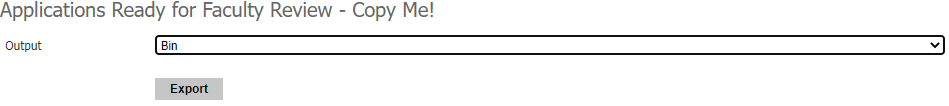 Applications Ready for Faculty Review - Copy Me!
Output Bin
Export